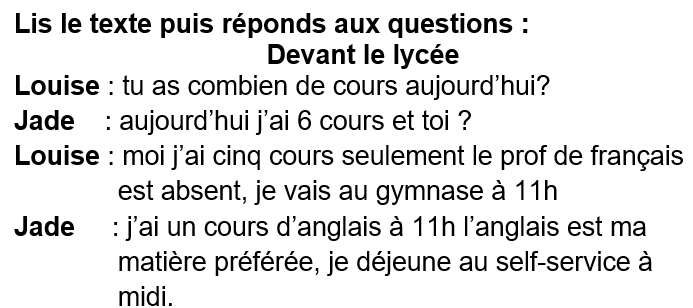 Lis le texte puis réponds aux questions :
Devant le lycée
Louise : tu as combien de cours aujourd’hui?
Jade : aujourd’hui j’ai 6 cours et toi ?
Louise : moi j’ai cinq cours seulement le prof de français
est absent, je vais au gymnase à 11h
Jade : j’ai un cours d’anglais à 11h l’anglais est ma
matière préférée, je déjeune au self-service à
midi.